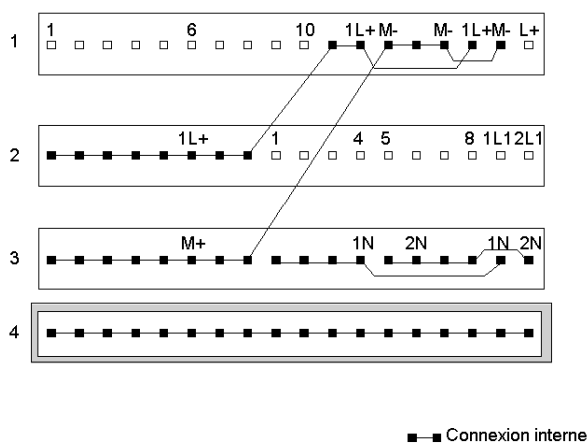 1 6 10 1L+ M- M- 1L+ M- L+
1
1L+ 1 4 5 8 1L1 2L1
2
M+ 1N 2N 1N 2N
3
4
Connexion interne